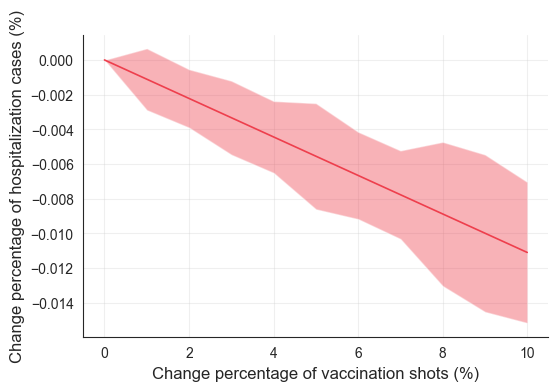 Change percentage of hospitalization cases (%)
0.000
−0.002
−0.004
−0.006
−0.008
−0.010
−0.012
−0.014
0 2 4 6 8 10
Change percentage of vaccination shots (%)